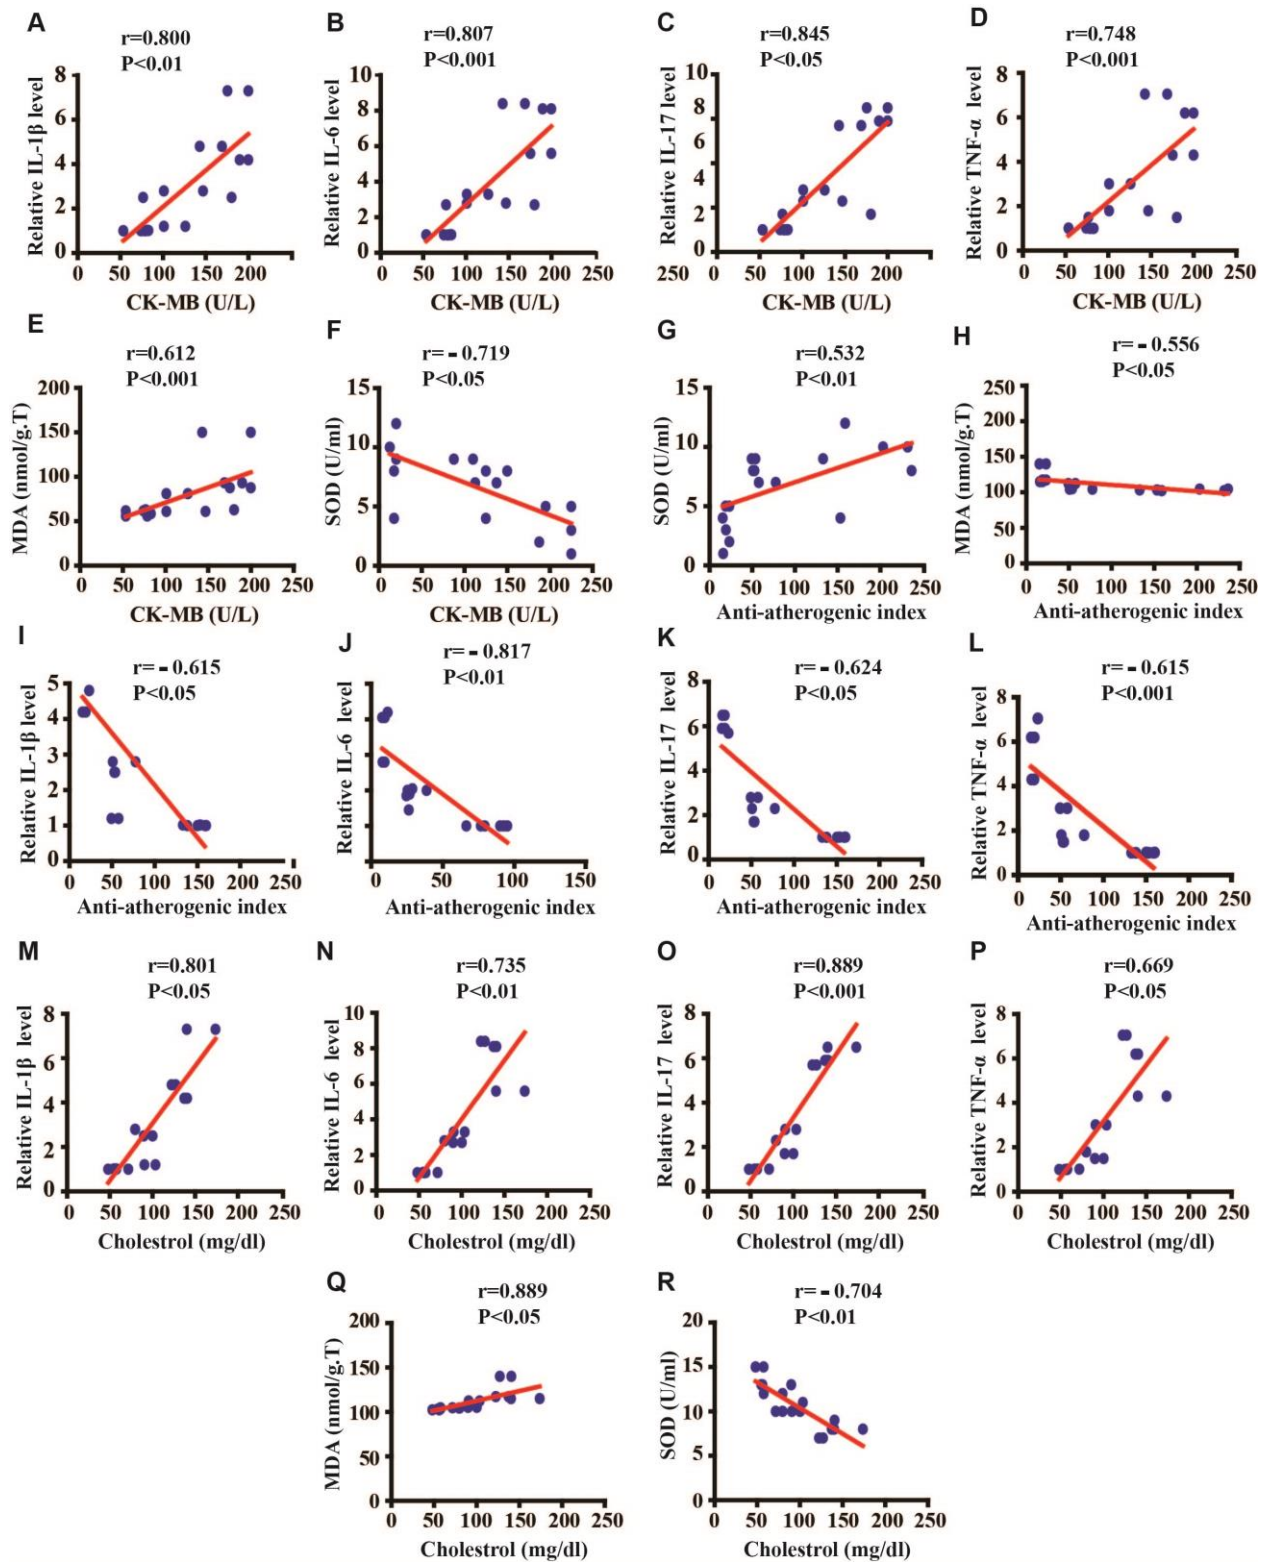 A
r=0.800
P<0.01
Relative IL-1β level
8
6
4
2
0
0 50 100 150 200
CK-MB (U/L)
B
r=0.807
P<0.001
Relative IL-6 level
10
8
6
4
2
0
0 50 100 150 200 250
CK-MB (U/L)
C
r=0.845
P<0.05
Relative IL-17 level
10
8
6
4
2
0
250 0 50 100 150 200
CK-MB (U/L)
D
r=0.748
P<0.001
Relative TNF-α level
8
6
4
2
0
0 50 100 150 200 250
CK-MB (U/L)
E
r=0.612
P<0.001
MDA (nmol/g.T)
200
150
100
50
0
0 50 100 150 200 250
CK-MB (U/L)
F
r=-0.719
P<0.05
SOD (U/ml)
15
10
5
0
0 50 100 150 200 250
CK-MB (U/L)
G
r=0.532
P<0.01
SOD (U/ml)
15
10
5
0
0 50 100 150 200 250
Anti-atherogenic index
H
r=-0.556
P<0.05
MDA (nmol/g.T)
250
200
150
100
50
0
0 50 100 150 200 250
Anti-atherogenic index
I
r=-0.615
P<0.05
Relative IL-1β level
5
4
3
2
1
0
0 50 100 150 200 250
Anti-atherogenic index
J
r=-0.817
P<0.01
Relative IL-6 level
0 50 100 150
Anti-atherogenic index
K
r=-0.624
P<0.05
Relative IL-17 level
8
6
4
2
0
0 50 100 150 200 250
Anti-atherogenic index
L
r=-0.615
P<0.001
Relative TNF-α level
8
6
4
2
0
0 50 100 150 200 250
Anti-atherogenic index
M
r=0.801
P<0.05
Relative IL-1β level
8
6
4
2
0
0 50 100 150 200 250
Cholestrol (mg/dl)
N
r=0.735
P<0.01
Relative IL-6 level
10
8
6
4
2
0
0 50 100 150 200 250
Cholestrol (mg/dl)
O
r=0.889
P<0.001
Relative IL-17 level
8
6
4
2
0
0 50 100 150 200 250
Cholestrol (mg/dl)
P
r=0.669
P<0.05
Relative TNF-α level
8
6
4
2
0
0 50 100 150 200 250
Cholestrol (mg/dl)
Q
r=0.889
P<0.05
MDA (nmol/g.T)
200
150
100
50
0
0 50 100 150 200 250
Cholestrol (mg/dl)
R
r=-0.704
P<0.01
SOD (U/ml)
20
15
10
5
0
0 50 100 150 200 250
Cholestrol (mg/dl)